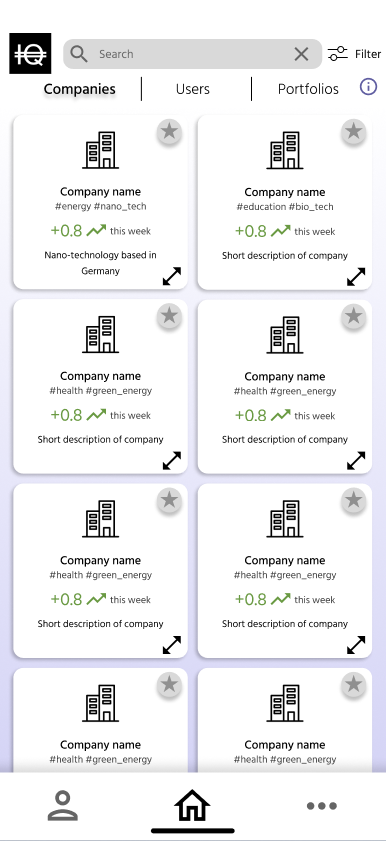 IQ
Search
Filter
Companies
Users
Portfolios
Company name
#energy #nano_tech
+0.8 this week
Nano-technology based in
Germany
Company name
#education #bio_tech
+0.8 this week
Short description of company
Company name
#health #green_energy
+0.8 this week
Short description of company
Company name
#health #green_energy
+0.8 this week
Short description of company
Company name
#health #green_energy
+0.8 this week
Short description of company
Company name
#health #green_energy
+0.8 this week
Short description of company
Company name
#health #green_energy
Company name
#health #green_energy